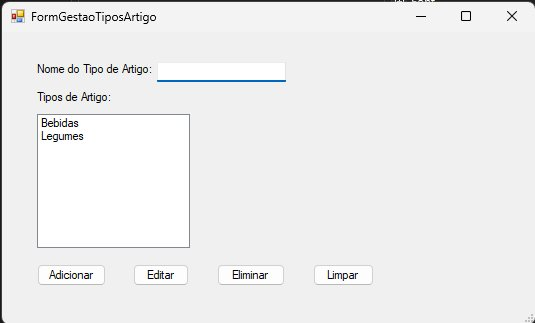 FormGestaoTiposArtigo
Nome do Tipo de Artigo:
Tipos de Artigo:
Bebidas
Legumes
Adicionar Editar Eliminar Limpar